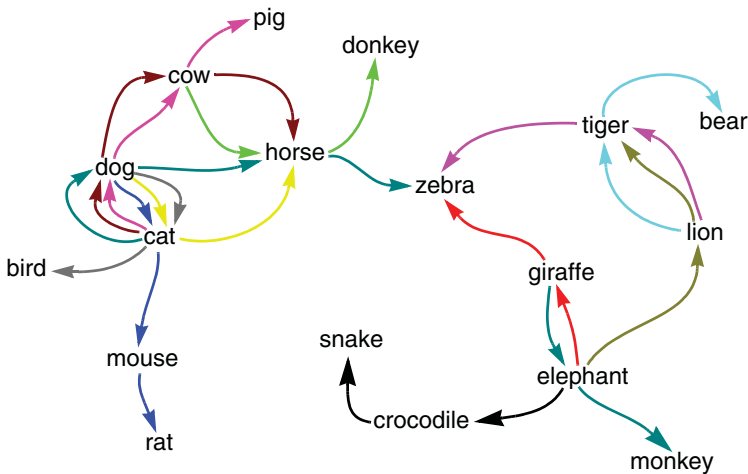 pig
donkey
cow
bear
tiger
horse
dog
zebra
lion
cat
bird
giraffe
snake
mouse
elephant
crocodile
rat
monkey